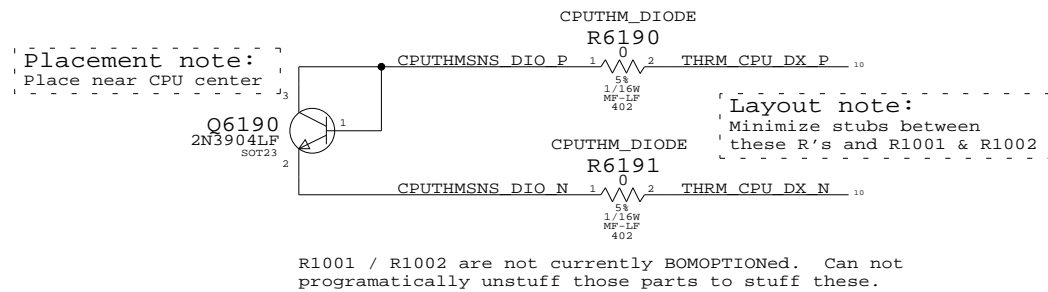 CPUTHM_DIODE
R6190
0
Placement note:
Place near CPU center
CPUTHMSNS_DIO_P
1
2
THRM_CPU_DX_P
10
5%
1/16W
MF-LF
402
3
Q6190
2N3904LF
SOT23
1
2
Layout note:
Minimize stubs between
these R's and R1001 & R1002
CPUTHM_DIODE
R6191
0
CPUTHMSNS_DIO_N
1
2
THRM_CPU_DX_N
10
5%
1/16W
MF-LF
402
R1001 / R1002 are not currently BOMOPTIONed. Can not
programatically unstuff those parts to stuff these.